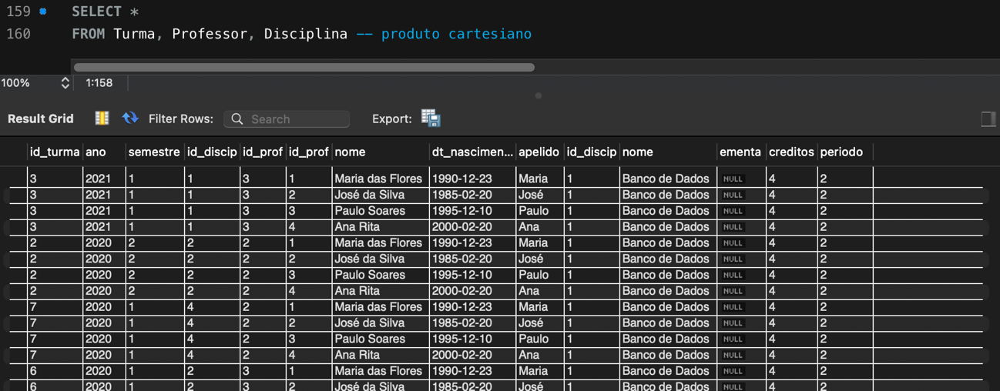 159 SELECT *
160 FROM Turma, Professor, Disciplina -- produto cartesiano
100% 1:158
Result Grid Filter Rows: Search Export:
id_turma ano semestre id_discip id_prof id_prof nome dt_nascimen... apelido id_discip nome ementa creditos periodo
3 2021 1 1 3 1 Maria das Flores 1990-12-23 Maria 1 Banco de Dados NULL 4 2
3 2021 1 1 3 2 José da Silva 1985-02-20 José 1 Banco de Dados NULL 4 2
3 2021 1 1 3 3 Paulo Soares 1995-12-10 Paulo 1 Banco de Dados NULL 4 2
3 2021 1 1 3 4 Ana Rita 2000-02-20 Ana 1 Banco de Dados NULL 4 2
2 2020 2 2 2 1 Maria das Flores 1990-12-23 Maria 1 Banco de Dados NULL 4 2
2 2020 2 2 2 2 José da Silva 1985-02-20 José 1 Banco de Dados NULL 4 2
2 2020 2 2 2 3 Paulo Soares 1995-12-10 Paulo 1 Banco de Dados NULL 4 2
2 2020 2 2 2 4 Ana Rita 2000-02-20 Ana 1 Banco de Dados NULL 4 2
7 2020 1 4 2 1 Maria das Flores 1990-12-23 Maria 1 Banco de Dados NULL 4 2
7 2020 1 4 2 2 José da Silva 1985-02-20 José 1 Banco de Dados NULL 4 2
7 2020 1 4 2 3 Paulo Soares 1995-12-10 Paulo 1 Banco de Dados NULL 4 2
7 2020 1 4 2 4 Ana Rita 2000-02-20 Ana 1 Banco de Dados NULL 4 2
6 2020 1 2 3 1 Maria das Flores 1990-12-23 Maria 1 Banco de Dados NULL 4 2
6 2020 1 2 3 2 José da Silva 1985-02-20 José 1 Banco de Dados NULL 4 2